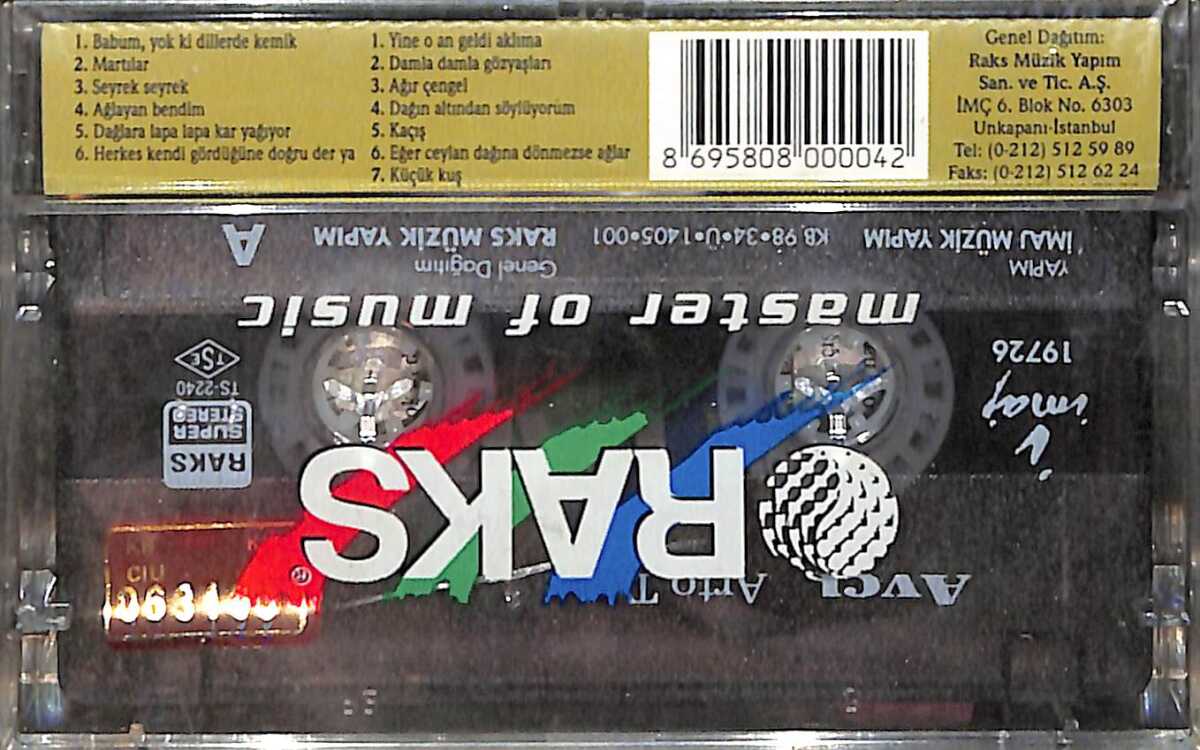 1. Babum, yok ki dillerde kemik
2. Martılar
3. Seyrek seyrek
4. Ağlayan bendim
5. Dağlara lapa lapa kar yağıyor
6. Herkes kendi gördüğüne doğru der ya
1. Yine o an geldi aklıma
2. Damla damla gözyaşları
3. Ağır çengel
4. Dağın altından söylüyorum
5. Kaçış
6. Eğer ceylan dağına dönmezse ağlar
7. Küçük kuş
8 695808 000042
Genel Dağıtım:
Raks Müzik Yapım
San. ve Tic. A.Ş.
İMÇ 6. Blok No. 6303
Unkapanı-İstanbul
Tel: (0-212) 512 59 89
Faks: (0-212) 512 62 24
Avcı
Arto T
RAKS
®
RAKS
SUPER
STEREO
TS-2240
TSE
imaj
19726
master of music
YAPIM
İMAJ MÜZİK YAPIM
KB.98•34•Ü•1405•001
Genel Dağıtım
RAKS MÜZİK YAPIM
A